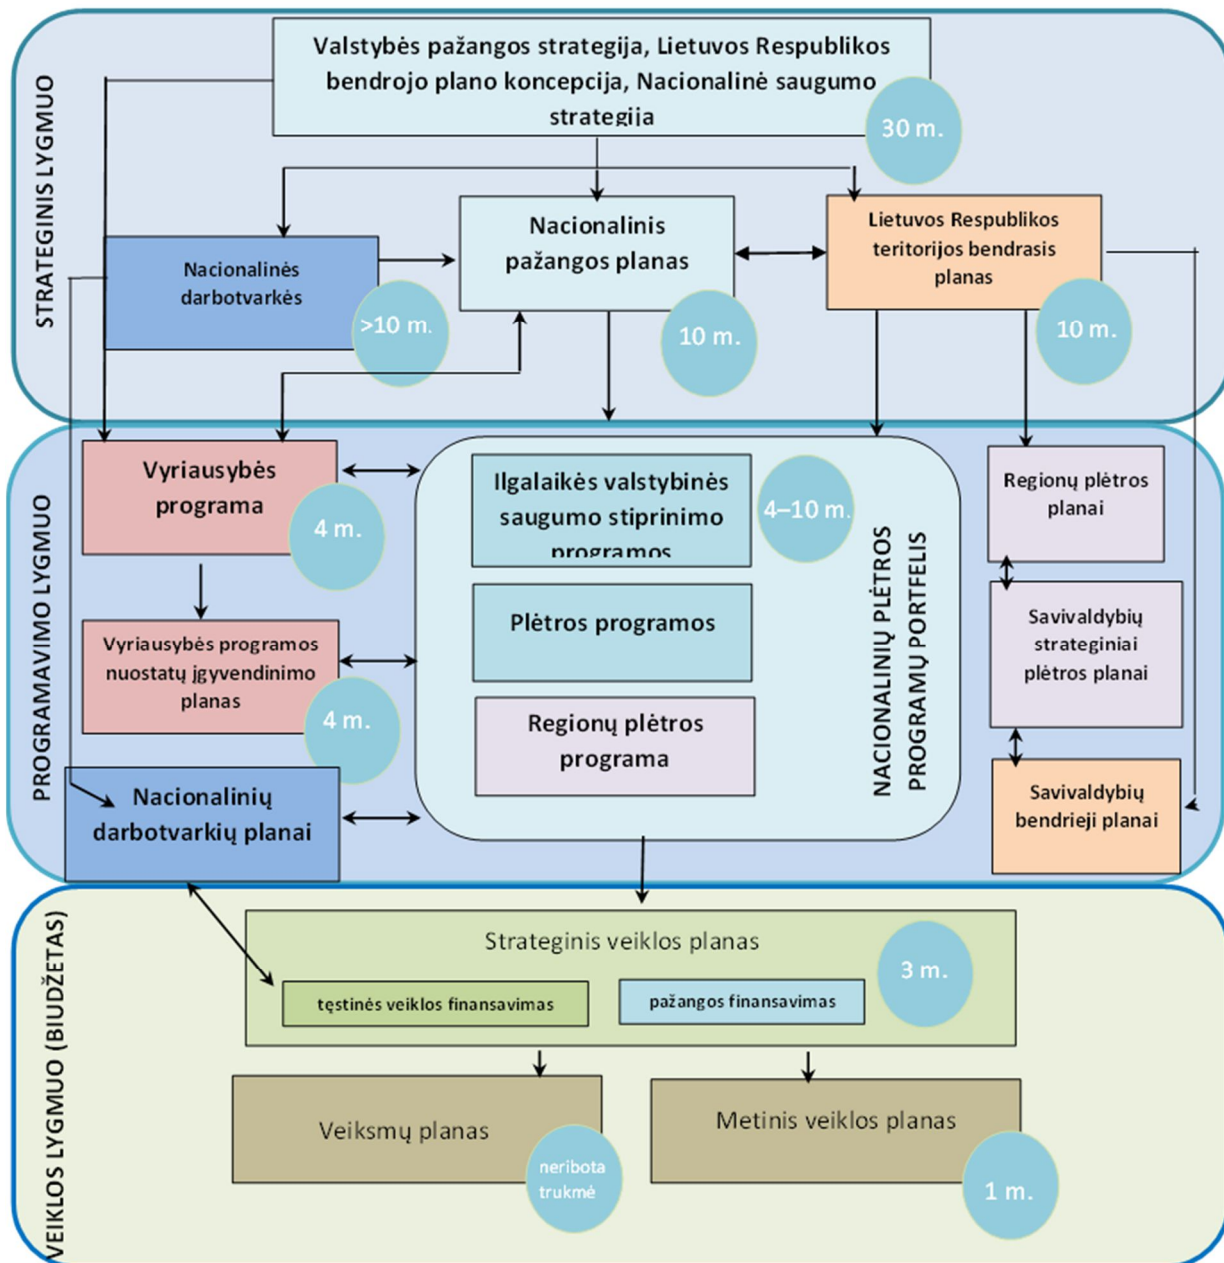 STRATEGINIS LYGMUO
Valstybės pažangos strategija, Lietuvos Respublikos
bendrojo plano koncepcija, Nacionalinė saugumo
strategija
30 m.
Nacionalinės
darbotvarkės
>10 m.
Nacionalinis
pažangos planas
10 m.
Lietuvos Respublikos
teritorijos bendrasis
planas
10 m.
PROGRAMAVIMO LYGMUO
Vyriausybės
programa
4 m.
Vyriausybės programos
nuostatų įgyvendinimo
planas
4 m.
Nacionalinių
darbotvarkių planai
Ilgalaikės valstybinės
saugumo stiprinimo
programos
4–10 m.
Plėtros programos
Regionų plėtros
programa
NACIONALINIŲ PLĖTROS
PROGRAMŲ PORTFELIS
Regionų plėtros
planai
Savivaldybių
strateginiai
plėtros planai
Savivaldybių
bendrieji planai
VEIKLOS LYGMUO (BIUDŽETAS)
Strateginis veiklos planas
3 m.
tęstinės veiklos finansavimas
pažangos finansavimas
Veiksmų planas
neribota
trukmė
Metinis veiklos planas
1 m.